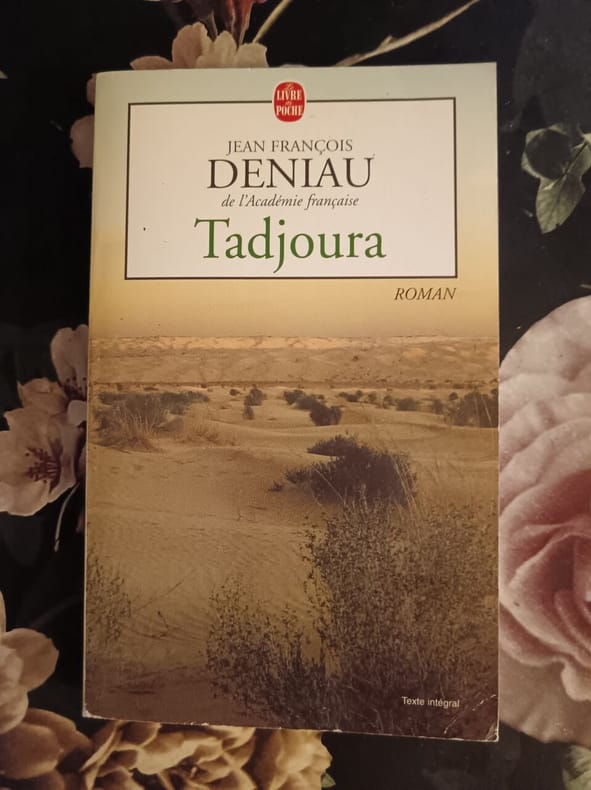 Le
LIVRE
de
POCHE
JEAN FRANÇOIS
DENIAU
de l'Académie française
Tadjoura
ROMAN
Texte intégral